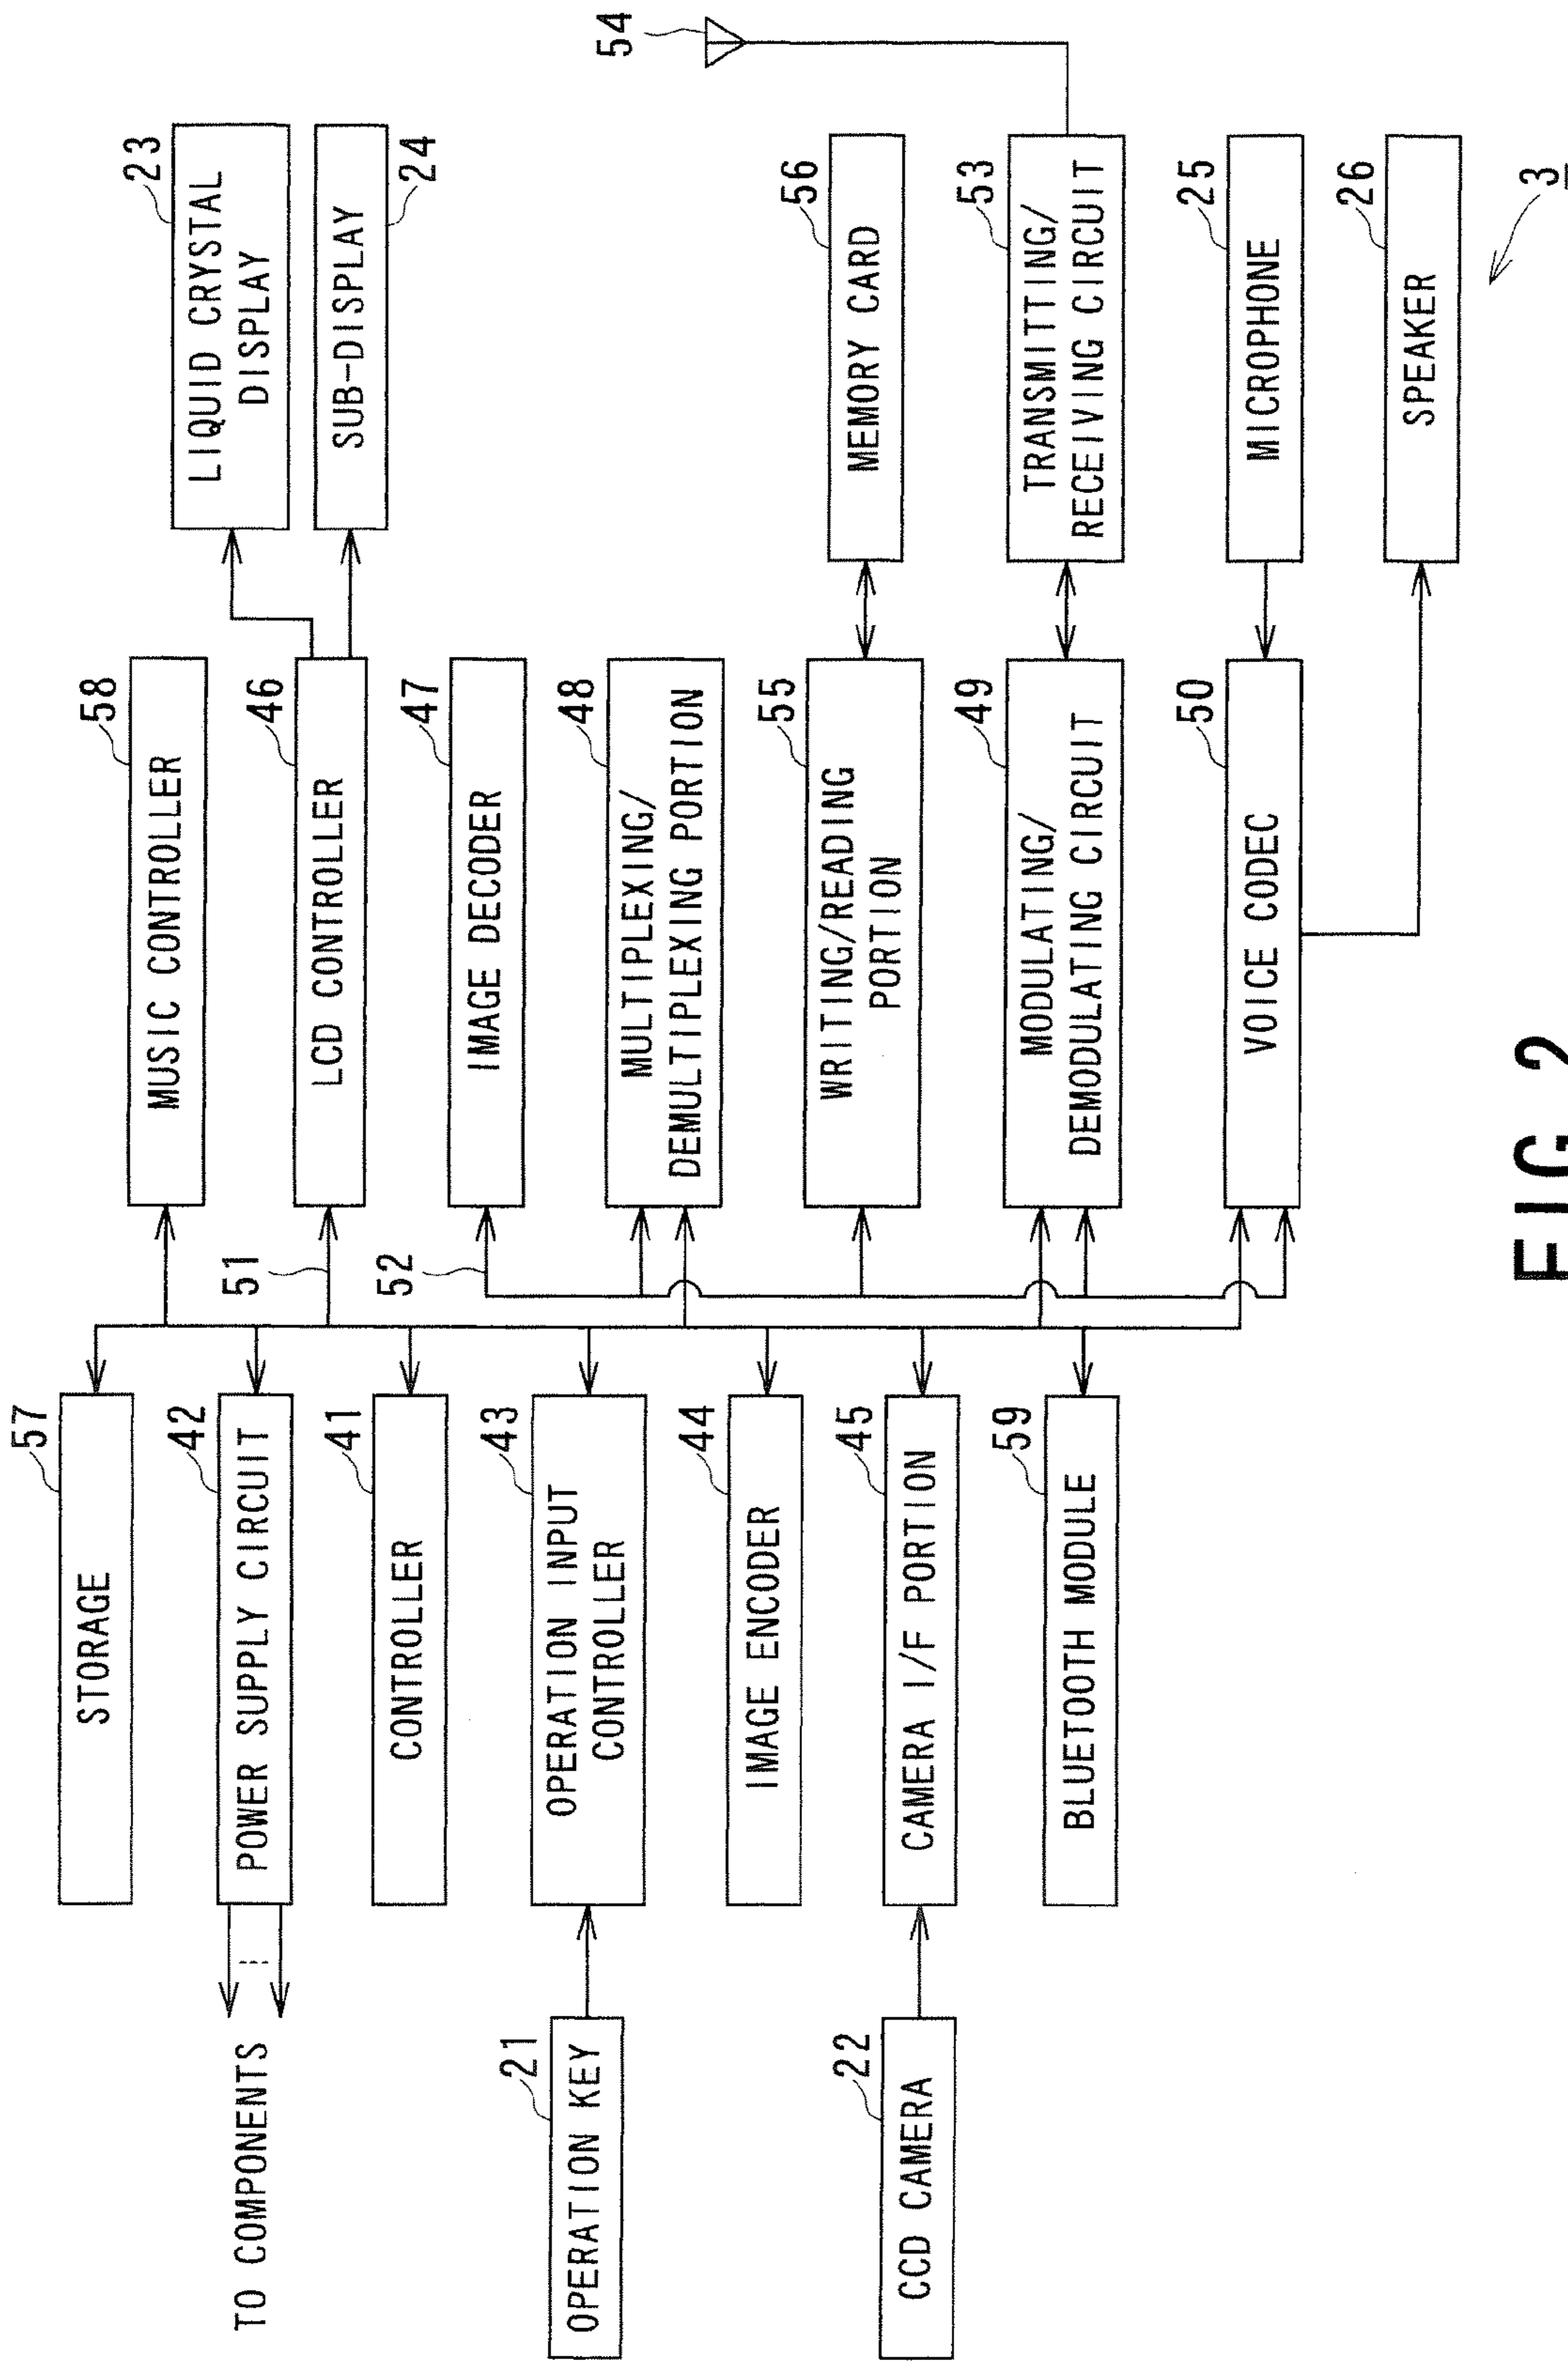 TO COMPONENTS
OPERATION KEY
21
CCD CAMERA
22
STORAGE
57
POWER SUPPLY CIRCUIT
42
CONTROLLER
41
OPERATION INPUT
CONTROLLER
43
IMAGE ENCODER
44
CAMERA I/F PORTION
45
BLUETOOTH MODULE
59
51
52
MUSIC CONTROLLER
58
LCD CONTROLLER
46
IMAGE DECODER
47
MULTIPLEXING/
DEMULTIPLEXING PORTION
48
WRITING/READING
PORTION
55
MODULATING/
DEMODULATING CIRCUIT
49
VOICE CODEC
50
LIQUID CRYSTAL
DISPLAY
23
SUB-DISPLAY
24
MEMORY CARD
56
TRANSMITTING/
RECEIVING CIRCUIT
53
54
MICROPHONE
25
SPEAKER
26
3
FIG. 2